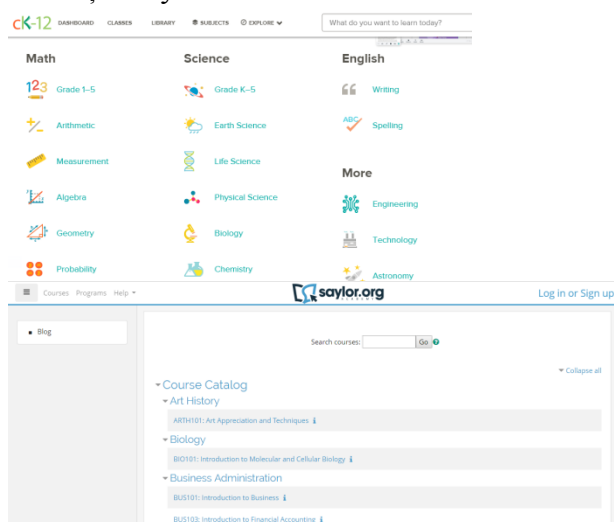 cK-12 DASHBOARD CLASSES LIBRARY SUBJECTS EXPLORE What do you want to learn today?
Math Science English
123 Grade 1–5 Grade K–5 Writing
Arithmetic Earth Science ABC Spelling
Measurement Life Science
More
Algebra Physical Science Engineering
Geometry Biology Technology
Probability Chemistry Astronomy
Courses Programs Help saylor.org Log in or Sign up
Blog
Search courses: Go
Collapse all
Course Catalog
Art History
ARTH101: Art Appreciation and Techniques
Biology
BIO101: Introduction to Molecular and Cellular Biology
Business Administration
BUS101: Introduction to Business
BUS103: Introduction to Financial Accounting